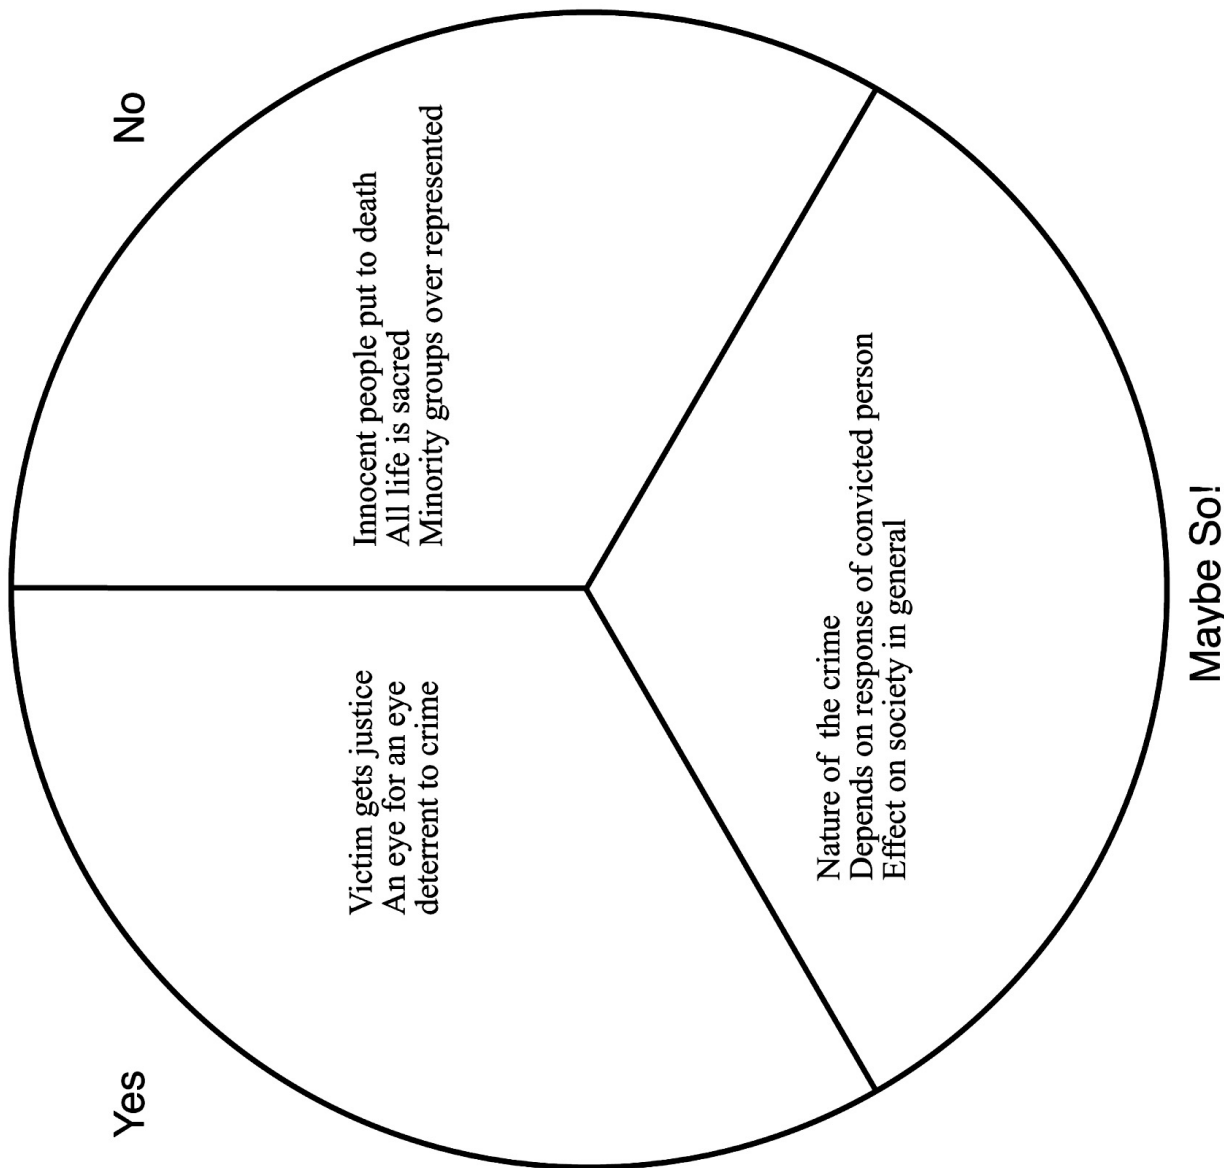 Yes
No
Victim gets justice
An eye for an eye
deterrent to crime
Innocent people put to death
All life is sacred
Minority groups over represented
Nature of the crime
Depends on response of convicted person
Effect on society in general
Maybe So!